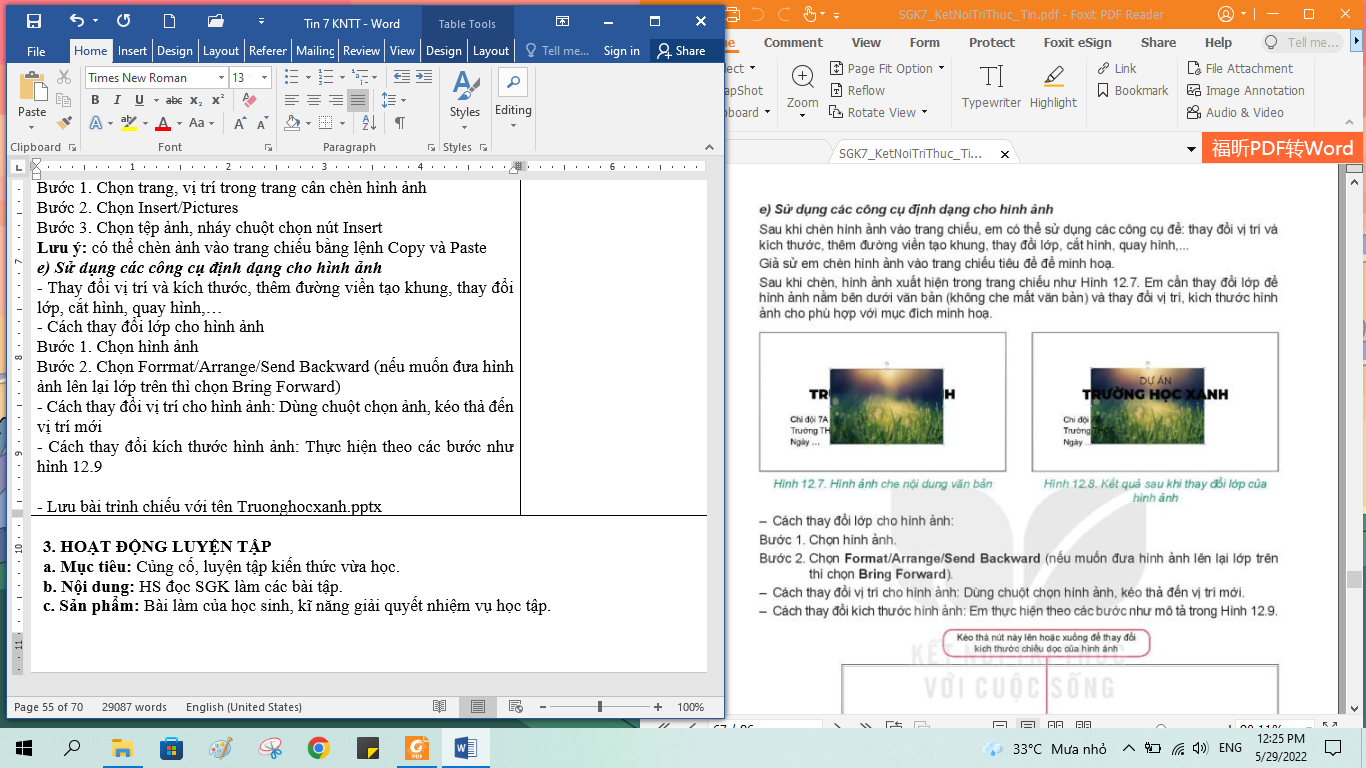 Tin 7 KNTT - Word
Table Tools
File
Home
Insert
Design
Layout
Referer
Mailing
Review
View
Design
Layout
Tell me...
Sign in
Share
Paste
Times New Roman
13
Styles
Editing
Clipboard
Font
Paragraph
Styles
Bước 1. Chọn trang, vị trí trong trang cần chèn hình ảnh
Bước 2. Chọn Insert/Pictures
Bước 3. Chọn tệp ảnh, nháy chuột chọn nút Insert
Lưu ý: có thể chèn ảnh vào trang chiếu bằng lệnh Copy và Paste
e) Sử dụng các công cụ định dạng cho hình ảnh
- Thay đổi vị trí và kích thước, thêm đường viền tạo khung, thay đổi
lớp, cắt hình, quay hình,…
- Cách thay đổi lớp cho hình ảnh
Bước 1. Chọn hình ảnh
Bước 2. Chọn Forrmat/Arrange/Send Backward (nếu muốn đưa hình
ảnh lên lại lớp trên thì chọn Bring Forward)
- Cách thay đổi vị trí cho hình ảnh: Dùng chuột chọn ảnh, kéo thả đến
vị trí mới
- Cách thay đổi kích thước hình ảnh: Thực hiện theo các bước như
hình 12.9
- Lưu bài trình chiếu với tên Truonghocxanh.pptx
3. HOẠT ĐỘNG LUYỆN TẬP
a. Mục tiêu: Củng cố, luyện tập kiến thức vừa học.
b. Nội dung: HS đọc SGK làm các bài tập.
c. Sản phẩm: Bài làm của học sinh, kĩ năng giải quyết nhiệm vụ học tập.
Page 55 of 70
29087 words
English (United States)
100%
SGK7_KetNoiTriThuc_Tin.pdf - Foxit PDF Reader
Comment
View
Form
Protect
Foxit eSign
Share
Help
Tell me...
Zoom
Page Fit Option
Reflow
Rotate View
Typewriter
Highlight
Link
Bookmark
File Attachment
Image Annotation
Audio & Video
SGK7_KetNoiTriThuc_Ti...
福昕PDF转Word
e) Sử dụng các công cụ định dạng cho hình ảnh
Sau khi chèn hình ảnh vào trang chiếu, em có thể sử dụng các công cụ để: thay đổi vị trí và
kích thước, thêm đường viền tạo khung, thay đổi lớp, cắt hình, quay hình,...
Giả sử em chèn hình ảnh vào trang chiếu tiêu đề để minh hoạ.
Sau khi chèn, hình ảnh xuất hiện trong trang chiếu như Hình 12.7. Em cần thay đổi lớp để
hình ảnh nằm bên dưới văn bản (không che mất văn bản) và thay đổi vị trí, kích thước hình
ảnh cho phù hợp với mục đích minh hoạ.
Chi đội 7A
Ngày ...
DỰ ÁN
TRƯỜNG HỌC XANH
Chi đội
Trường
Ngày ...
Hình 12.7. Hình ảnh che nội dung văn bản
Hình 12.8. Kết quả sau khi thay đổi lớp của
hình ảnh
– Cách thay đổi lớp cho hình ảnh:
Bước 1. Chọn hình ảnh.
Bước 2. Chọn Format/Arrange/Send Backward (nếu muốn đưa hình ảnh lên lại lớp trên
thì chọn Bring Forward).
– Cách thay đổi vị trí cho hình ảnh: Dùng chuột chọn hình ảnh, kéo thả đến vị trí mới.
– Cách thay đổi kích thước hình ảnh: Em thực hiện theo các bước như mô tả trong Hình 12.9.
Kéo thả nút này lên hoặc xuống để thay đổi
kích thước chiều dọc của hình ảnh
KẾT NỐI TRI THỨC
VỚI CUỘC SỐNG
33°C Mưa nhỏ
ENG
12:25 PM
5/29/2022